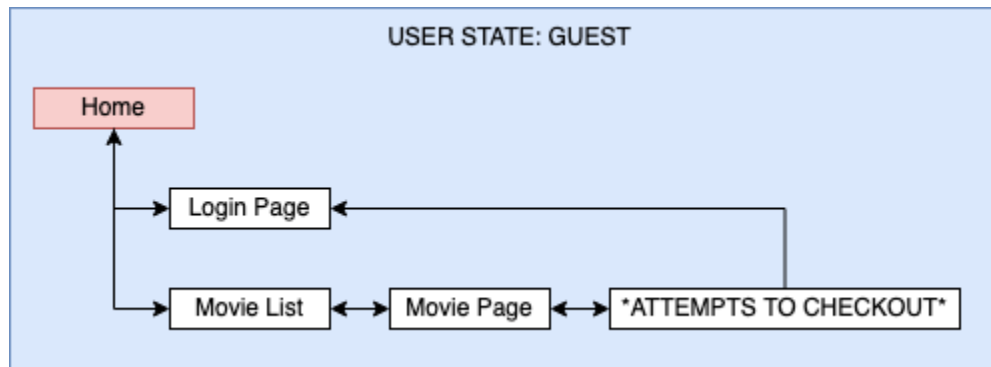 USER STATE: GUEST
Home
Login Page
Movie List
Movie Page
*ATTEMPTS TO CHECKOUT*